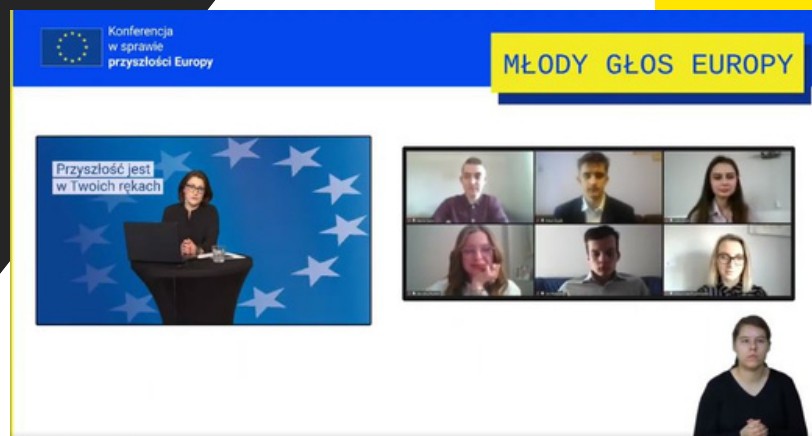 Konferencja
w sprawie
przyszłości Europy
MŁODY GŁOS EUROPY
Przyszłość jest
w Twoich rękach